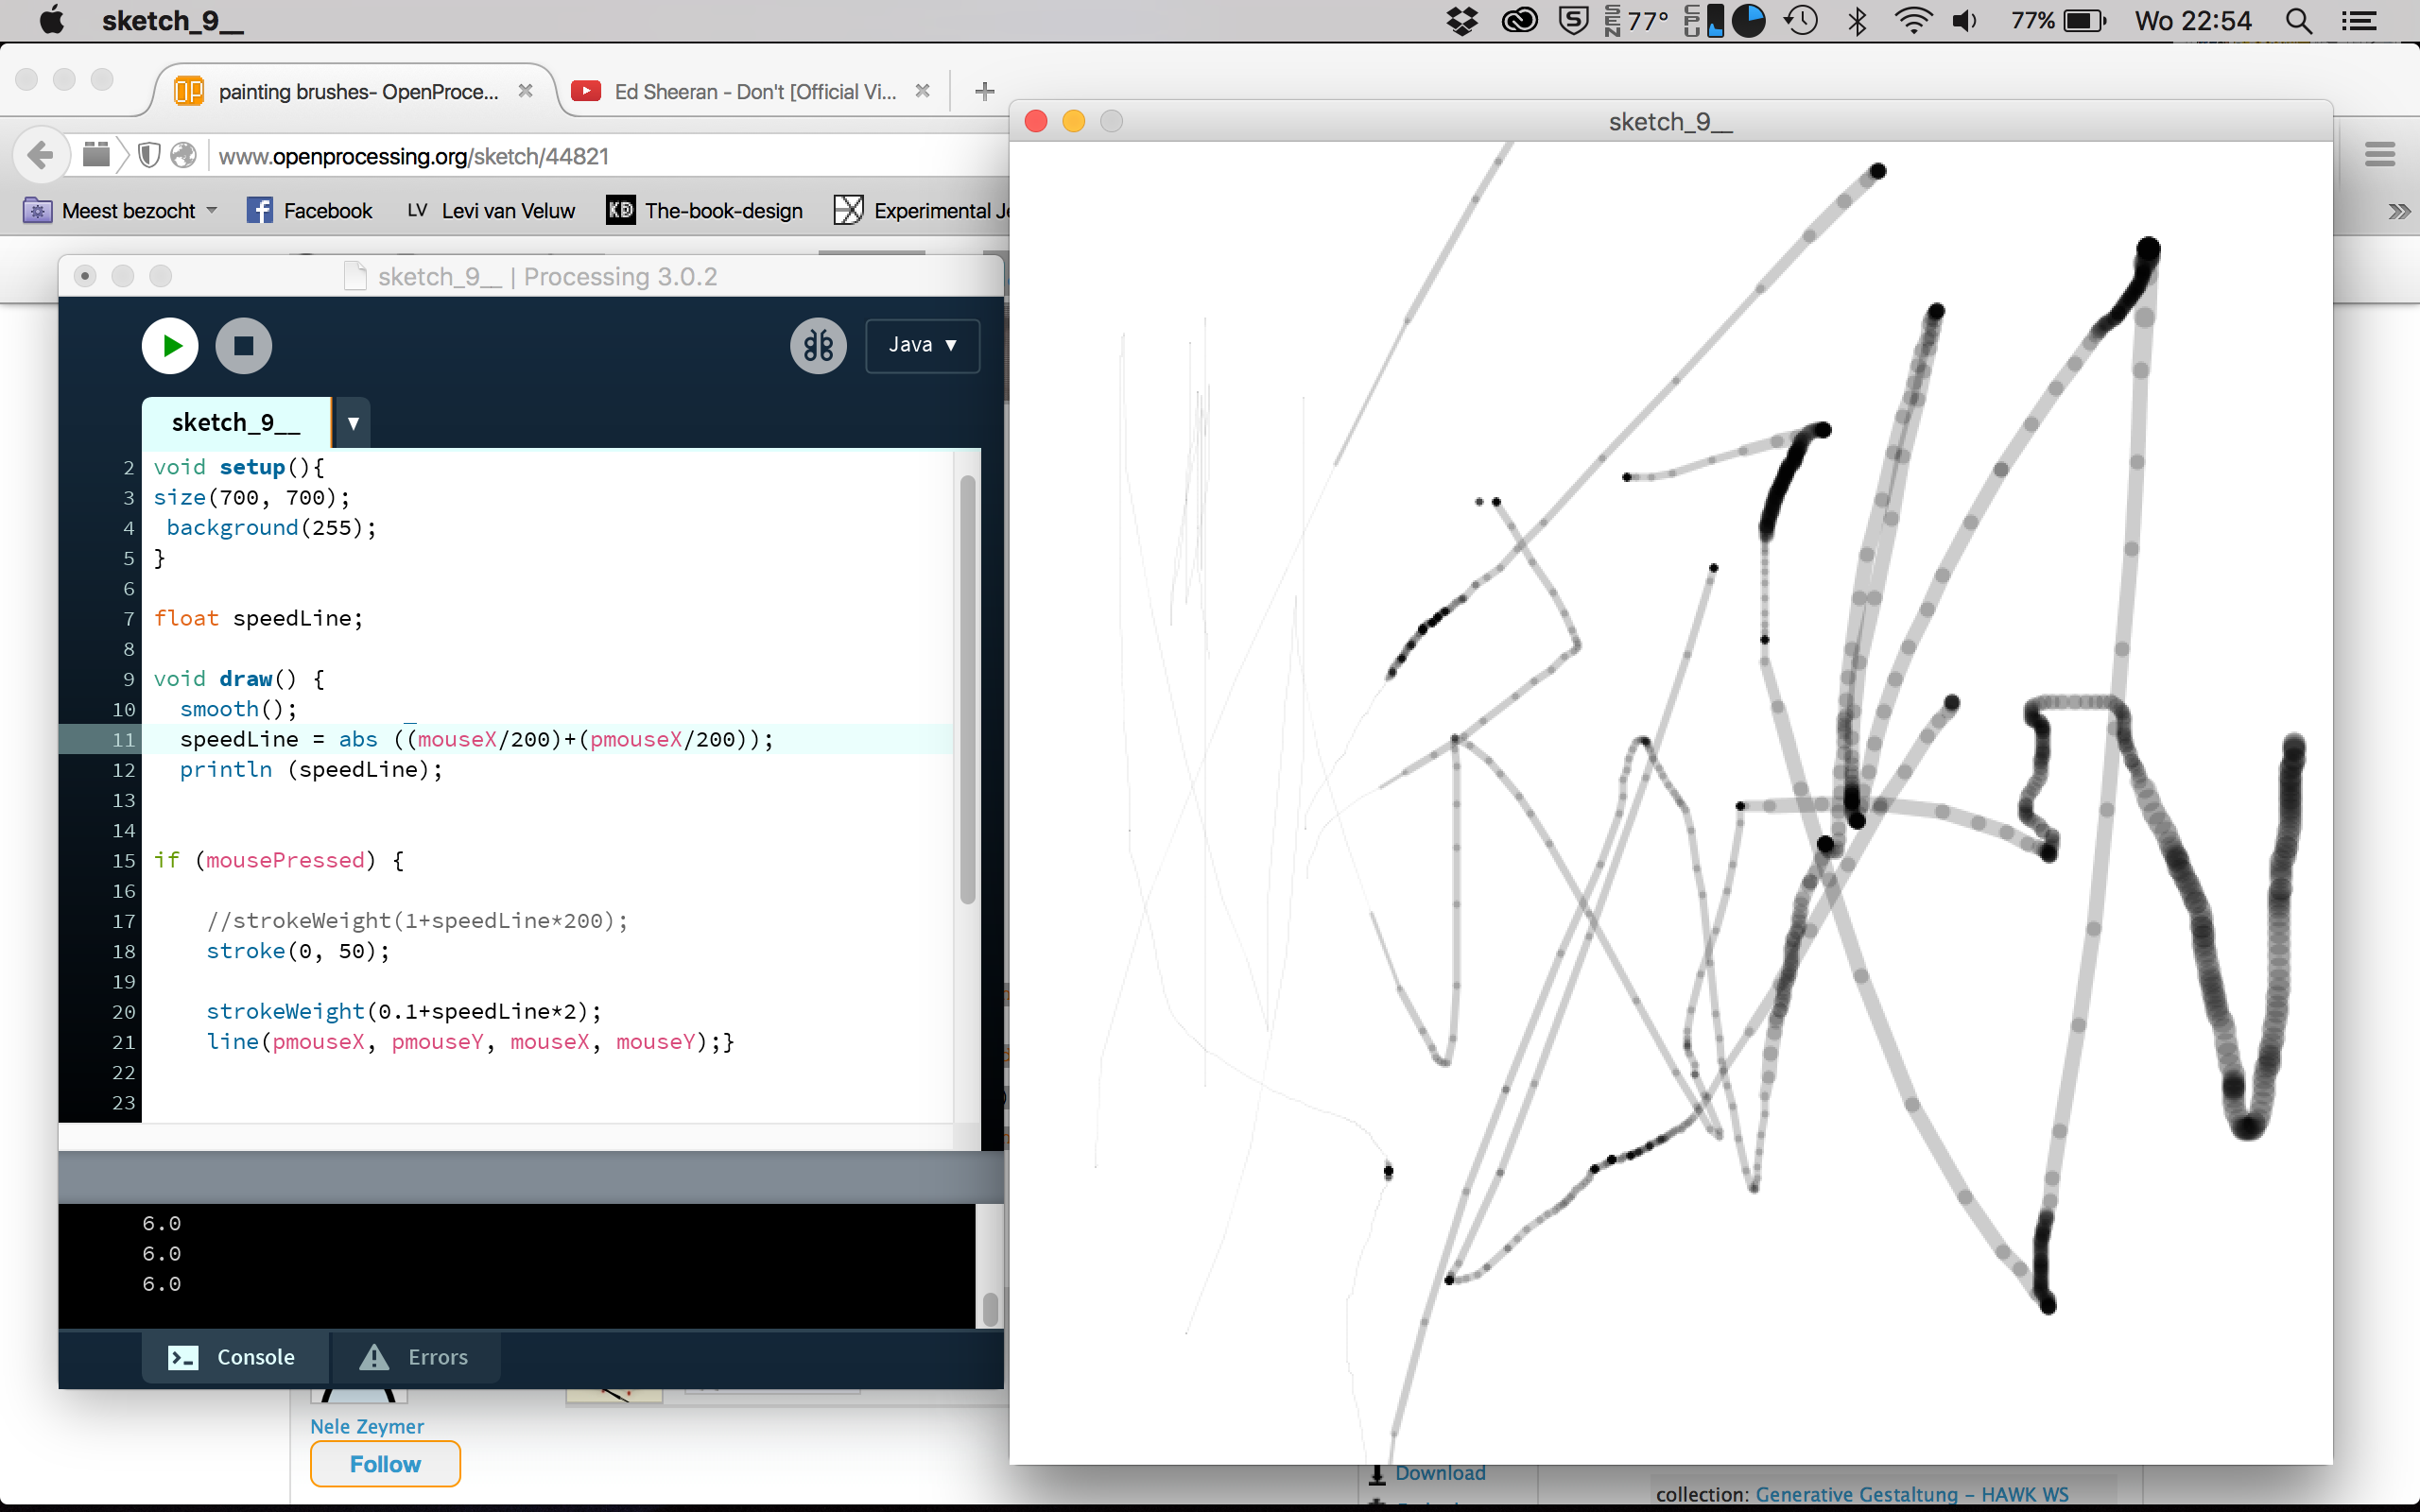 sketch_9__
SEN 77° CPU 77% Wo 22:54
painting brushes- OpenProce... Ed Sheeran - Don't [Official Vi...
www.openprocessing.org/sketch/44821
Meest bezocht Facebook LV Levi van Veluw KD The-book-design Experimental
sketch_9__ | Processing 3.0.2
Java
sketch_9__
2 void setup(){
3 size(700, 700);
4 background(255);
5 }
6
7 float speedLine;
8
9 void draw() {
10 smooth();
11 speedLine = abs ((mouseX/200)+(pmouseX/200));
12 println (speedLine);
13
14
15 if (mousePressed) {
16
17 //strokeWeight(1+speedLine*200);
18 stroke(0, 50);
19
20 strokeWeight(0.1+speedLine*2);
21 line(pmouseX, pmouseY, mouseX, mouseY);}
22
23
6.0
6.0
6.0
Console Errors
Nele Zeymer
Follow
sketch_9__
Download
collection: Generative Gestaltung – HAWK WS